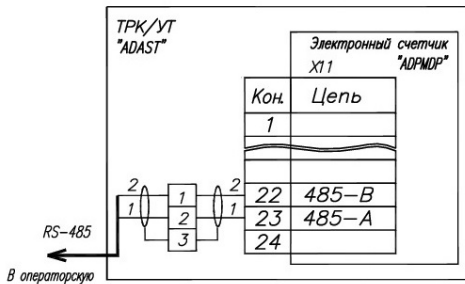 ТРК/УТ
"ADAST"
Электронный счетчик
"ADPMDP"
X11
Кон. Цепь
1
2 1 2 22 485-B
1 2 1 23 485-A
3 24
RS-485
В операторскую